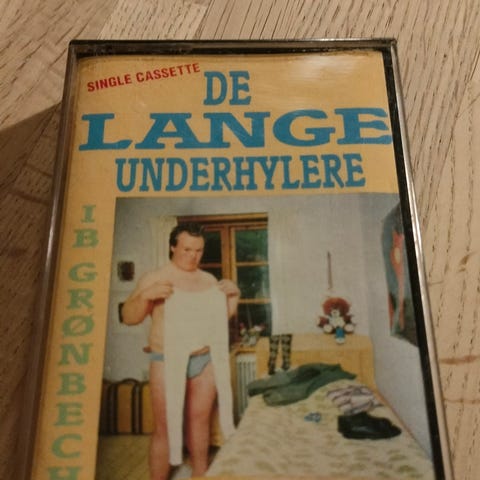 SINGLE CASSETTE
DE
LANGE
UNDERHYLERE
IB GRØNBECH